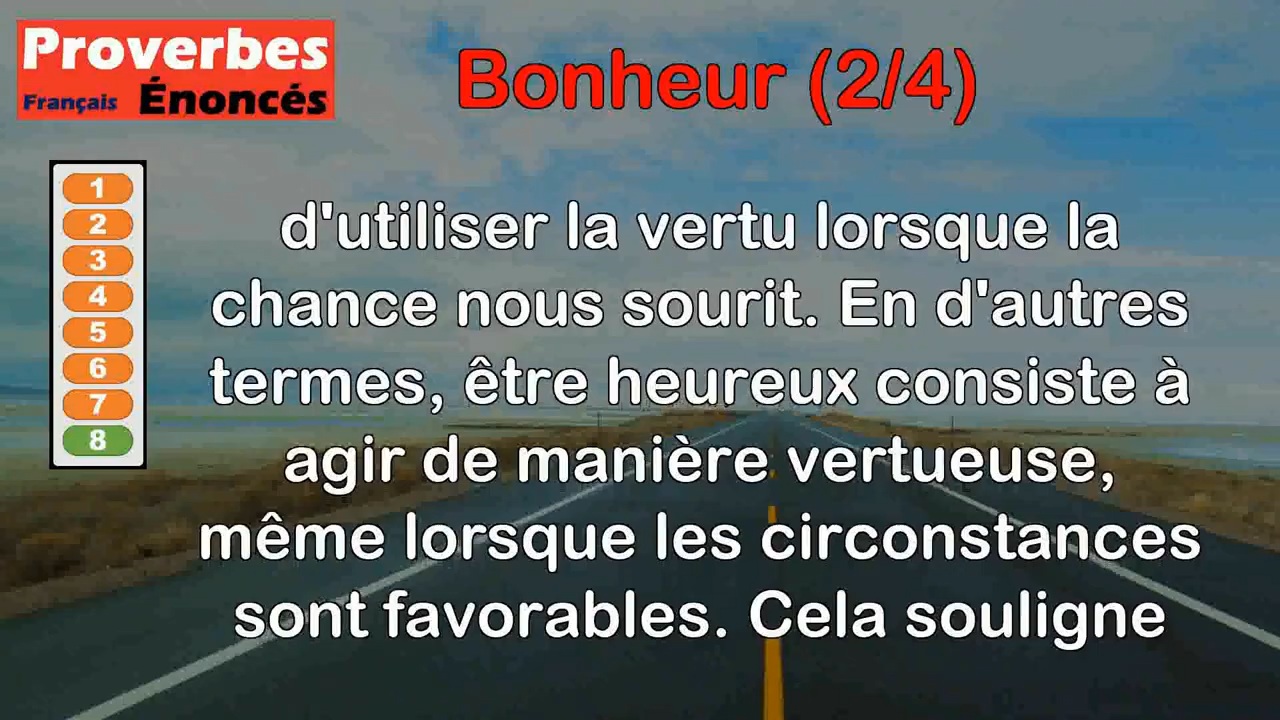 Proverbes
Français Énoncés
Bonheur (2/4)
1
2
3
4
5
6
7
8
d'utiliser la vertu lorsque la
chance nous sourit. En d'autres
termes, être heureux consiste à
agir de manière vertueuse,
même lorsque les circonstances
sont favorables. Cela souligne